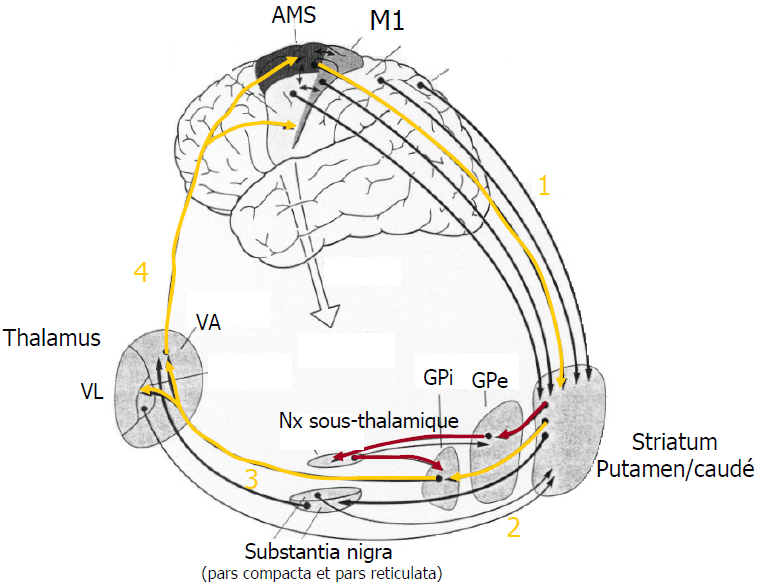 AMS
M1
1
4
VA
Thalamus
VL
GPi
GPe
Nx sous-thalamique
Striatum
Putamen/caudé
3
2
Substantia nigra
(pars compacta et pars reticulata)